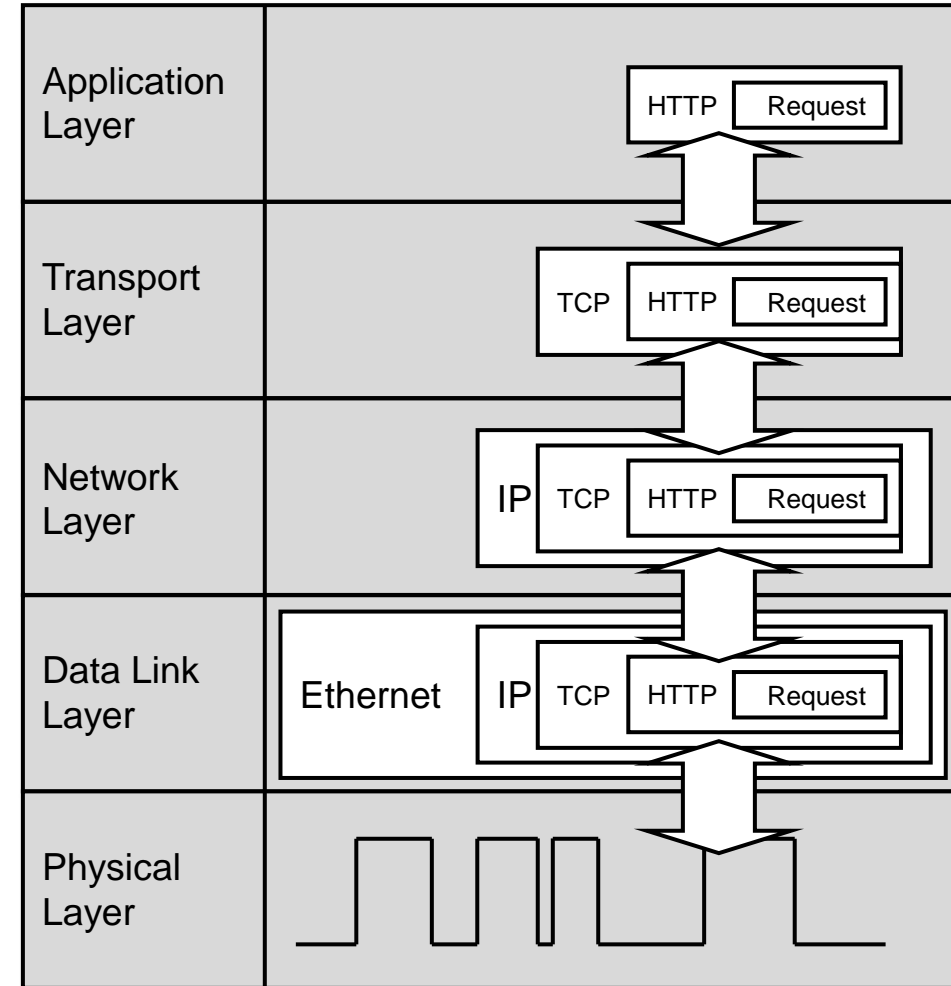 Application
Layer
HTTP Request
Transport
Layer
TCP HTTP Request
Network
Layer
IP TCP HTTP Request
Data Link
Layer
Ethernet IP TCP HTTP Request
Physical
Layer